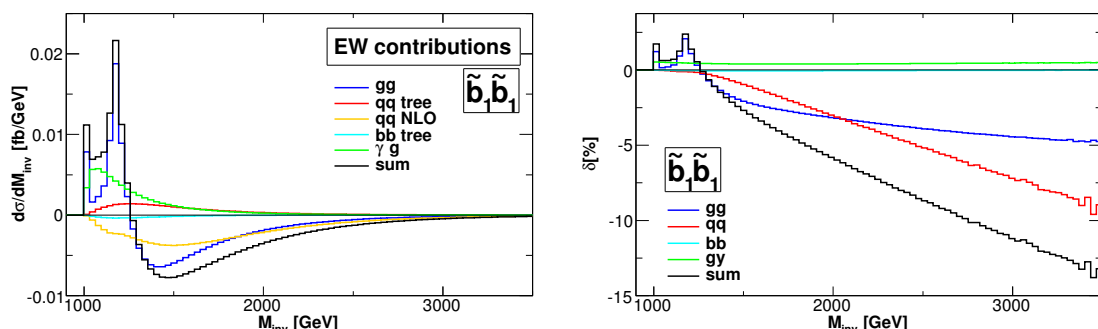 EW contributions
b̃₁b̃₁
gg
qq tree
qq NLO
bb tree
γ g
sum
dσ/dM_inv [fb/GeV]
0.02
0.01
0
-0.01
1000 2000 3000
M_inv [GeV]
δ[%]
0
-5
-10
-15
b̃₁b̃₁
gg
qq
bb
gγ
sum
1000 2000 3000
M_inv [GeV]